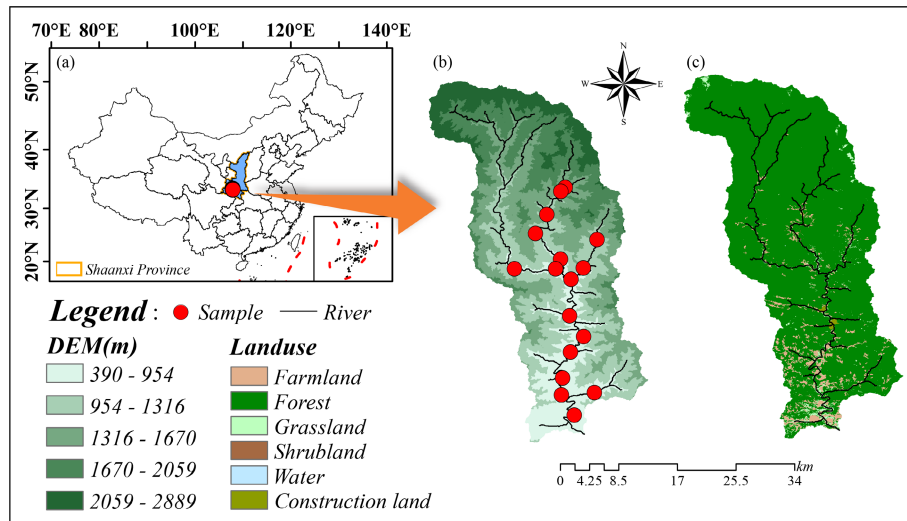 70°E 80°E 100°E 120°E 140°E
(a)
50°N
40°N
30°N
20°N
Shaanxi Province
(b)
N
W
E
S
(c)
Legend : Sample River
DEM(m)
390 - 954
954 - 1316
1316 - 1670
1670 - 2059
2059 - 2889
Landuse
Farmland
Forest
Grassland
Shrubland
Water
Construction land
km
0 4.25 8.5 17 25.5 34